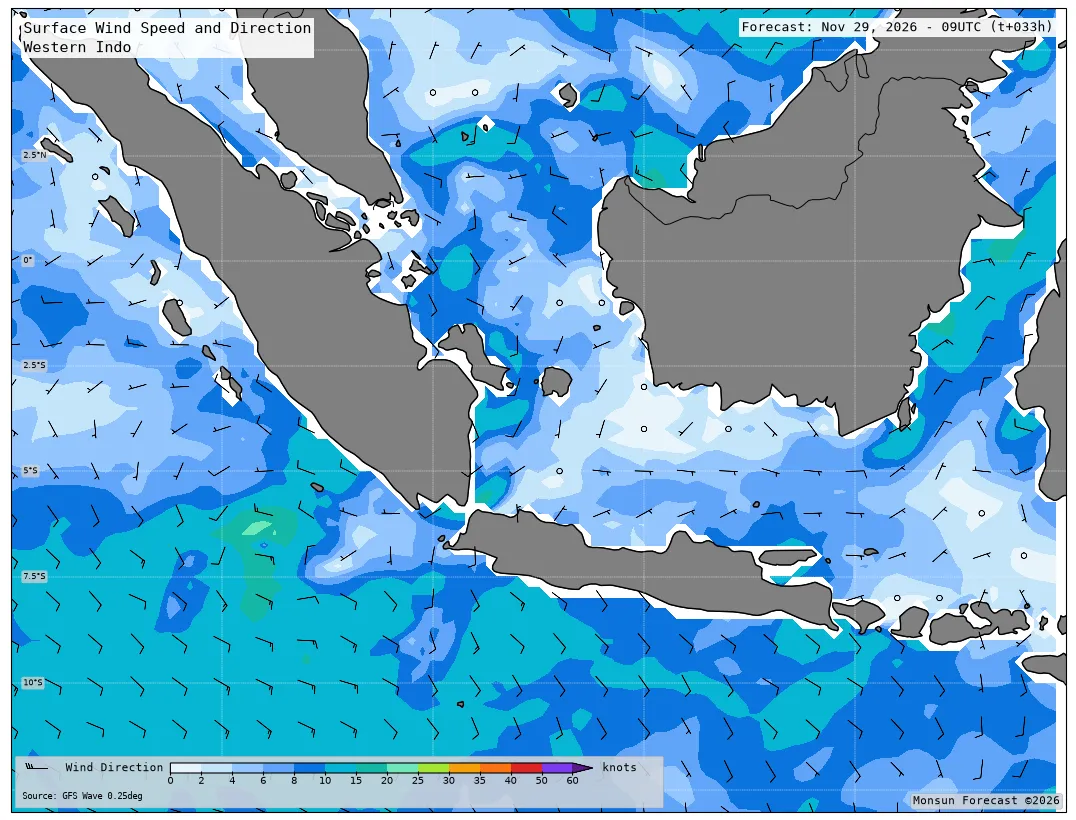 Surface Wind Speed and Direction
Western Indo
Forecast: Nov 29, 2026 - 09UTC (t+033h)
2.5°N
0°
2.5°S
5°S
7.5°S
10°S
Wind Direction
0 2 4 6 8 10 15 20 25 30 35 40 50 60 knots
Source: GFS Wave 0.25deg
Monsun Forecast ©2026